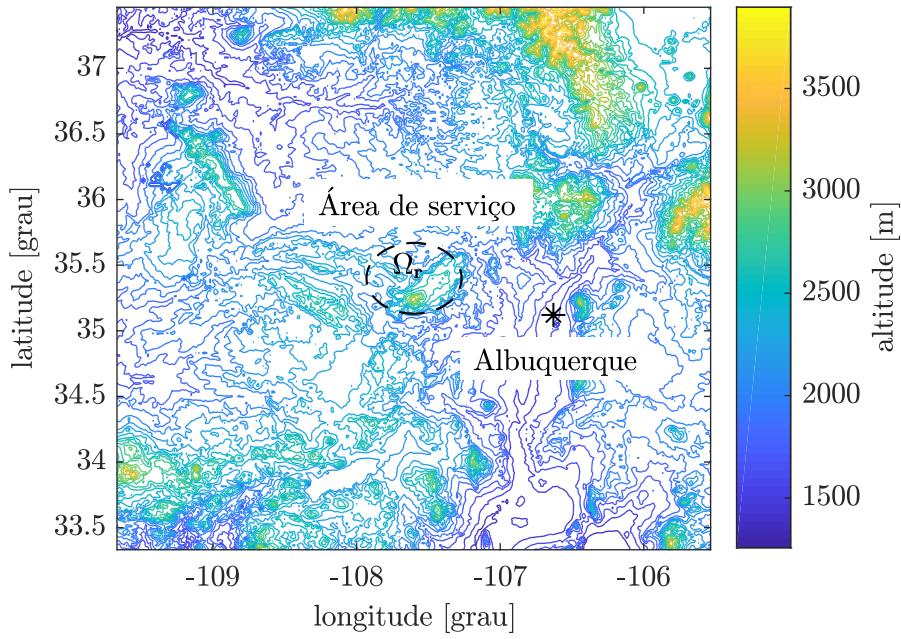 37
36.5
36
35.5
35
34.5
34
33.5
latitude [grau]
Área de serviço
Ωr
Albuquerque
-109
-108
-107
-106
longitude [grau]
3500
3000
2500
2000
1500
altitude [m]